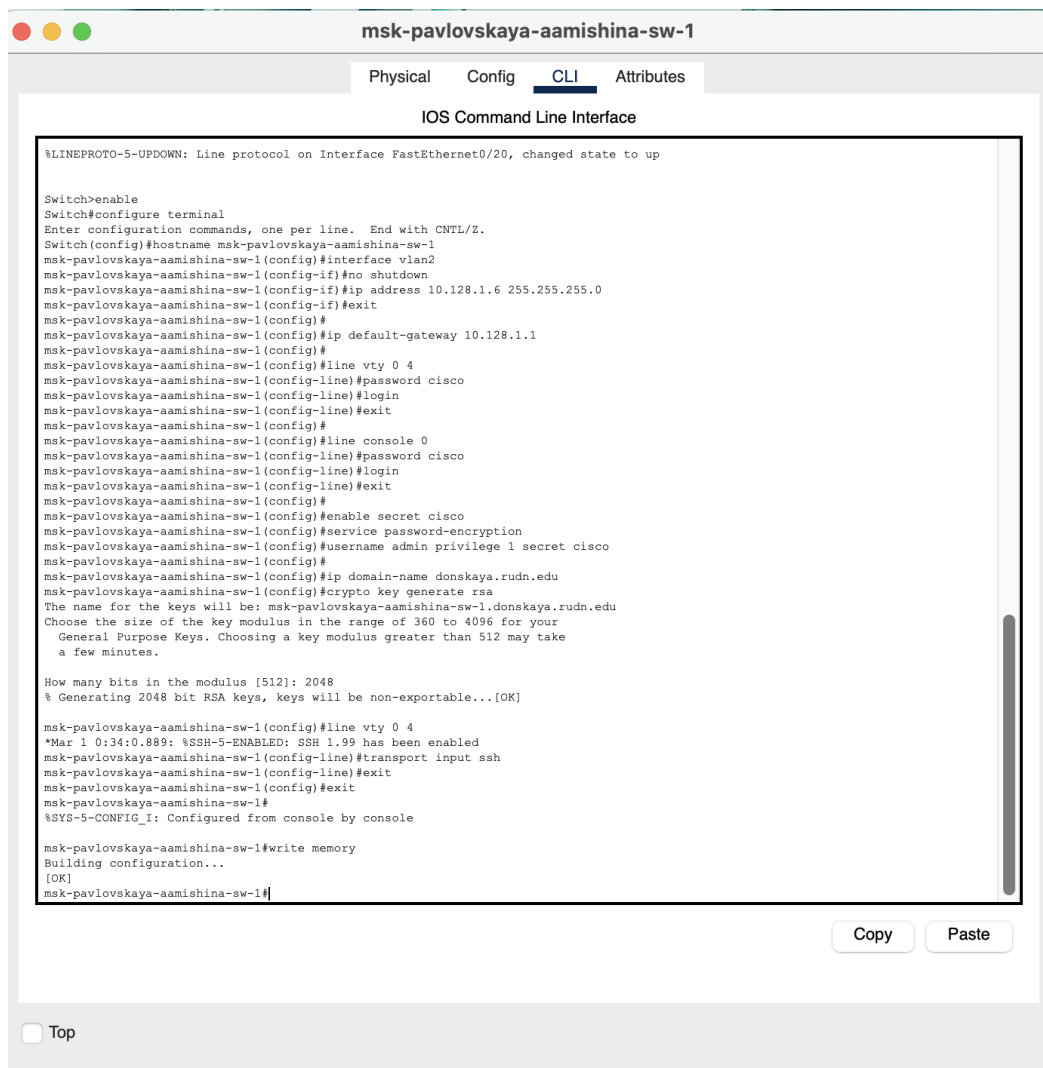 msk-pavlovskaya-aamishina-sw-1
Physical Config CLI Attributes
IOS Command Line Interface
%LINEPROTO-5-UPDOWN: Line protocol on Interface FastEthernet0/20, changed state to up
Switch>enable
Switch#configure terminal
Enter configuration commands, one per line.  End with CNTL/Z.
Switch(config)#hostname msk-pavlovskaya-aamishina-sw-1
msk-pavlovskaya-aamishina-sw-1(config)#interface vlan2
msk-pavlovskaya-aamishina-sw-1(config-if)#no shutdown
msk-pavlovskaya-aamishina-sw-1(config-if)#ip address 10.128.1.6 255.255.255.0
msk-pavlovskaya-aamishina-sw-1(config-if)#exit
msk-pavlovskaya-aamishina-sw-1(config)#
msk-pavlovskaya-aamishina-sw-1(config)#ip default-gateway 10.128.1.1
msk-pavlovskaya-aamishina-sw-1(config)#
msk-pavlovskaya-aamishina-sw-1(config)#line vty 0 4
msk-pavlovskaya-aamishina-sw-1(config-line)#password cisco
msk-pavlovskaya-aamishina-sw-1(config-line)#login
msk-pavlovskaya-aamishina-sw-1(config-line)#exit
msk-pavlovskaya-aamishina-sw-1(config)#
msk-pavlovskaya-aamishina-sw-1(config)#line console 0
msk-pavlovskaya-aamishina-sw-1(config-line)#password cisco
msk-pavlovskaya-aamishina-sw-1(config-line)#login
msk-pavlovskaya-aamishina-sw-1(config-line)#exit
msk-pavlovskaya-aamishina-sw-1(config)#
msk-pavlovskaya-aamishina-sw-1(config)#enable secret cisco
msk-pavlovskaya-aamishina-sw-1(config)#service password-encryption
msk-pavlovskaya-aamishina-sw-1(config)#username admin privilege 1 secret cisco
msk-pavlovskaya-aamishina-sw-1(config)#
msk-pavlovskaya-aamishina-sw-1(config)#ip domain-name donskaya.rudn.edu
msk-pavlovskaya-aamishina-sw-1(config)#crypto key generate rsa
The name for the keys will be: msk-pavlovskaya-aamishina-sw-1.donskaya.rudn.edu
Choose the size of the key modulus in the range of 360 to 4096 for your
General Purpose Keys. Choosing a key modulus greater than 512 may take
a few minutes.
How many bits in the modulus [512]: 2048
% Generating 2048 bit RSA keys, keys will be non-exportable...[OK]
msk-pavlovskaya-aamishina-sw-1(config)#line vty 0 4
*Mar 1 0:34:0.889: %SSH-5-ENABLED: SSH 1.99 has been enabled
msk-pavlovskaya-aamishina-sw-1(config-line)#transport input ssh
msk-pavlovskaya-aamishina-sw-1(config-line)#exit
msk-pavlovskaya-aamishina-sw-1(config)#exit
msk-pavlovskaya-aamishina-sw-1#
%SYS-5-CONFIG_I: Configured from console by console
msk-pavlovskaya-aamishina-sw-1#write memory
Building configuration...
[OK]
msk-pavlovskaya-aamishina-sw-1#
Copy Paste
Top